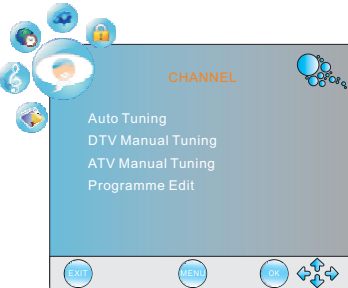 CHANNEL
Auto Tuning
DTV Manual Tuning
ATV Manual Tuning
Programme Edit
EXIT MENU OK